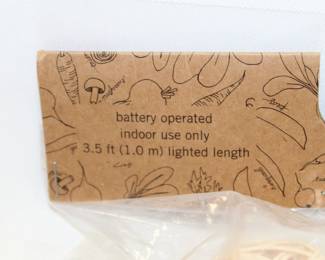 battery operated
indoor use only
3.5 ft (1.0 m) lighted length